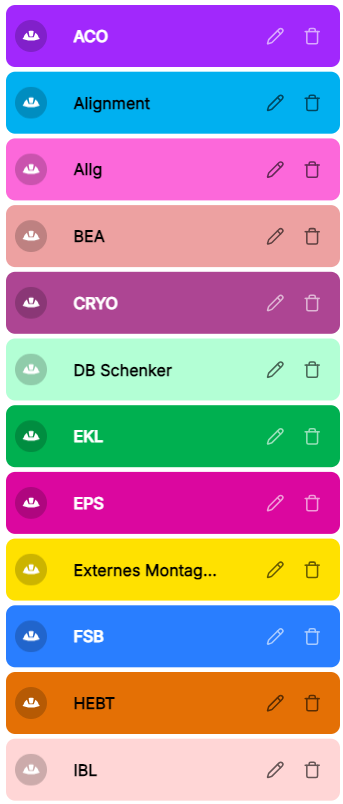 ACO
Alignment
Allg
BEA
CRYO
DB Schenker
EKL
EPS
Externes Montag...
FSB
HEBT
IBL